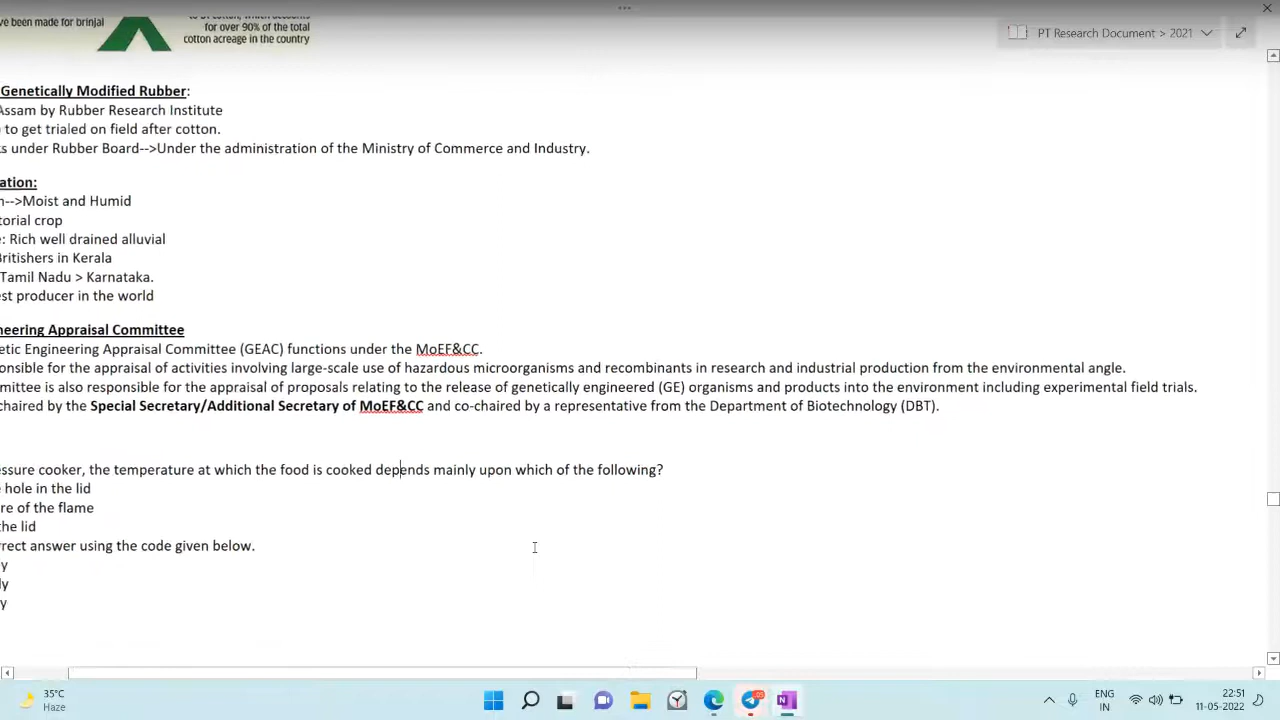 ve been made for brinjal
to Bt cotton, which accounts
for over 90% of the total
cotton acreage in the country
PT Research Document > 2021
Genetically Modified Rubber:
Assam by Rubber Research Institute
to get trialed on field after cotton.
s under Rubber Board-->Under the administration of the Ministry of Commerce and Industry.
ation:
-->Moist and Humid
torial crop
: Rich well drained alluvial
Britishers in Kerala
Tamil Nadu > Karnataka.
est producer in the world
neering Appraisal Committee
etic Engineering Appraisal Committee (GEAC) functions under the MoEF&CC.
onsible for the appraisal of activities involving large-scale use of hazardous microorganisms and recombinants in research and industrial production from the environmental angle.
mittee is also responsible for the appraisal of proposals relating to the release of genetically engineered (GE) organisms and products into the environment including experimental field trials.
chaired by the Special Secretary/Additional Secretary of MoEF&CC and co-chaired by a representative from the Department of Biotechnology (DBT).
essure cooker, the temperature at which the food is cooked depends mainly upon which of the following?
hole in the lid
re of the flame
the lid
rrect answer using the code given below.
y
ly
y
35°C
Haze
ENG
IN
22:51
11-05-2022